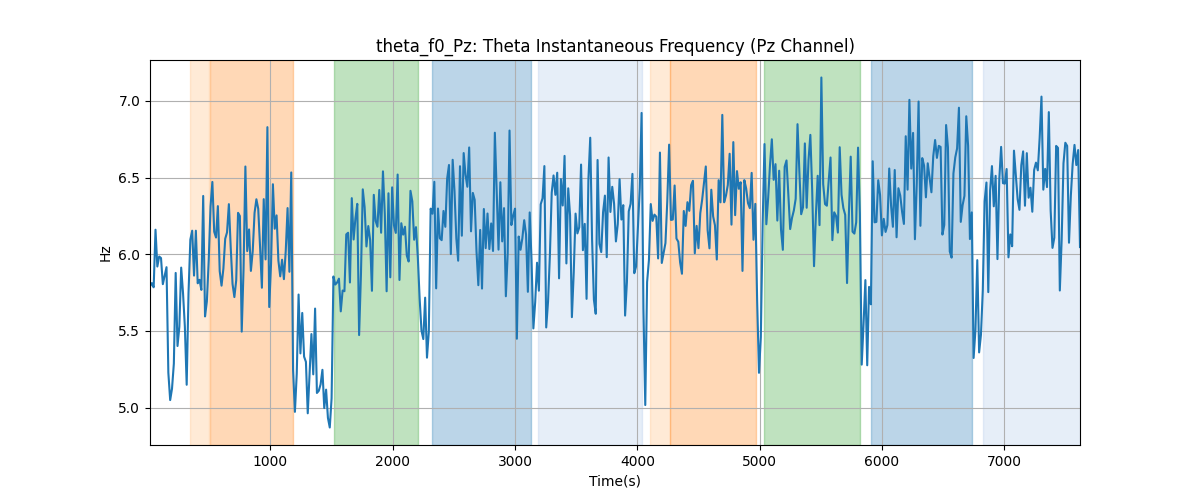 theta_f0_Pz: Theta Instantaneous Frequency (Pz Channel)
7.0
6.5
6.0
5.5
5.0
Hz
1000 2000 3000 4000 5000 6000 7000
Time(s)